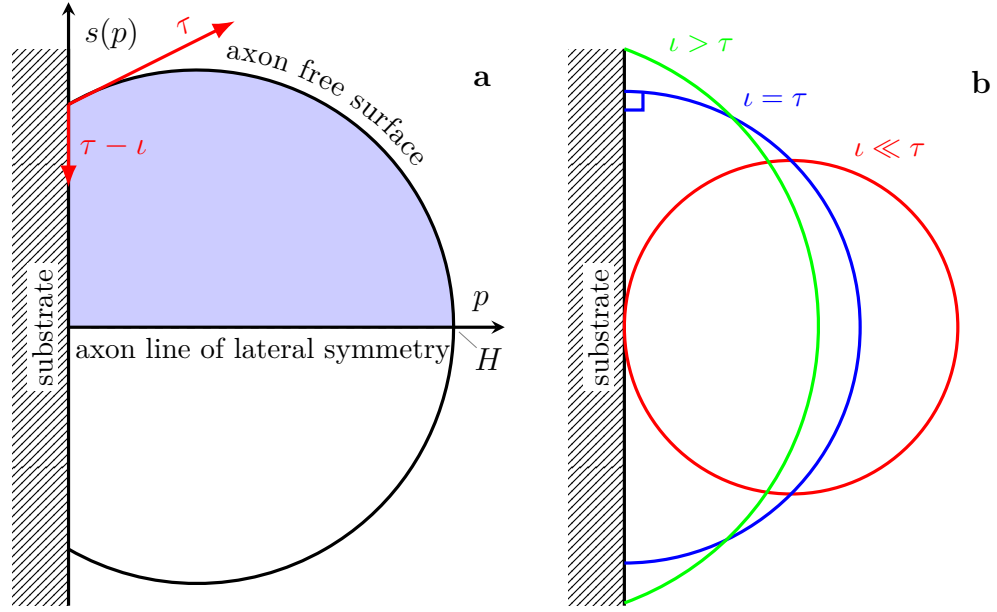 s(p)
τ
axon free surface
a
τ − ι
substrate
p
axon line of lateral symmetry
H
ι > τ
b
ι = τ
ι ≪ τ
substrate